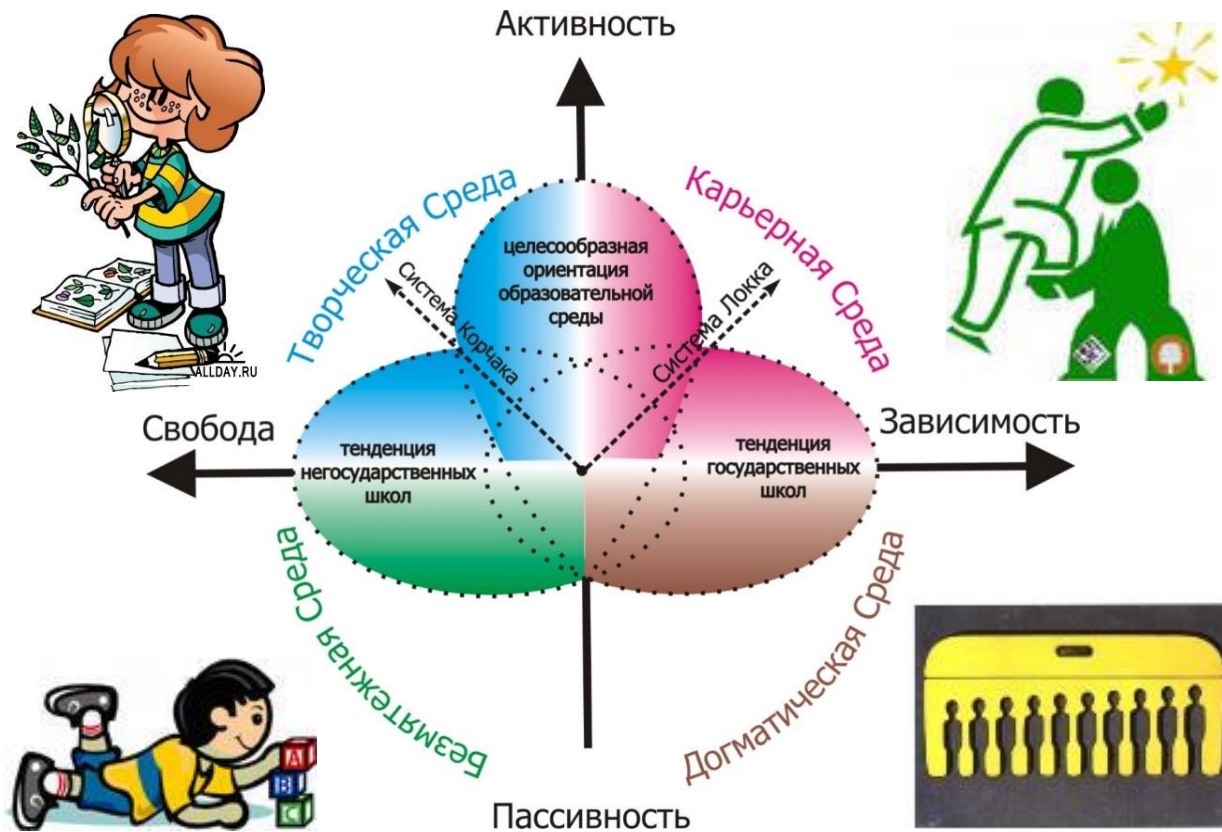 Активность
Творческая Среда
Карьерная Среда
целесообразная
ориентация
образовательной
среды
Система Корчака
Система Локка
ALLDAY.RU
Свобода
Зависимость
тенденция
негосударственных
школ
тенденция
государственных
школ
Безмятежная Среда
Догматическая Среда
A
B
C
Пассивность